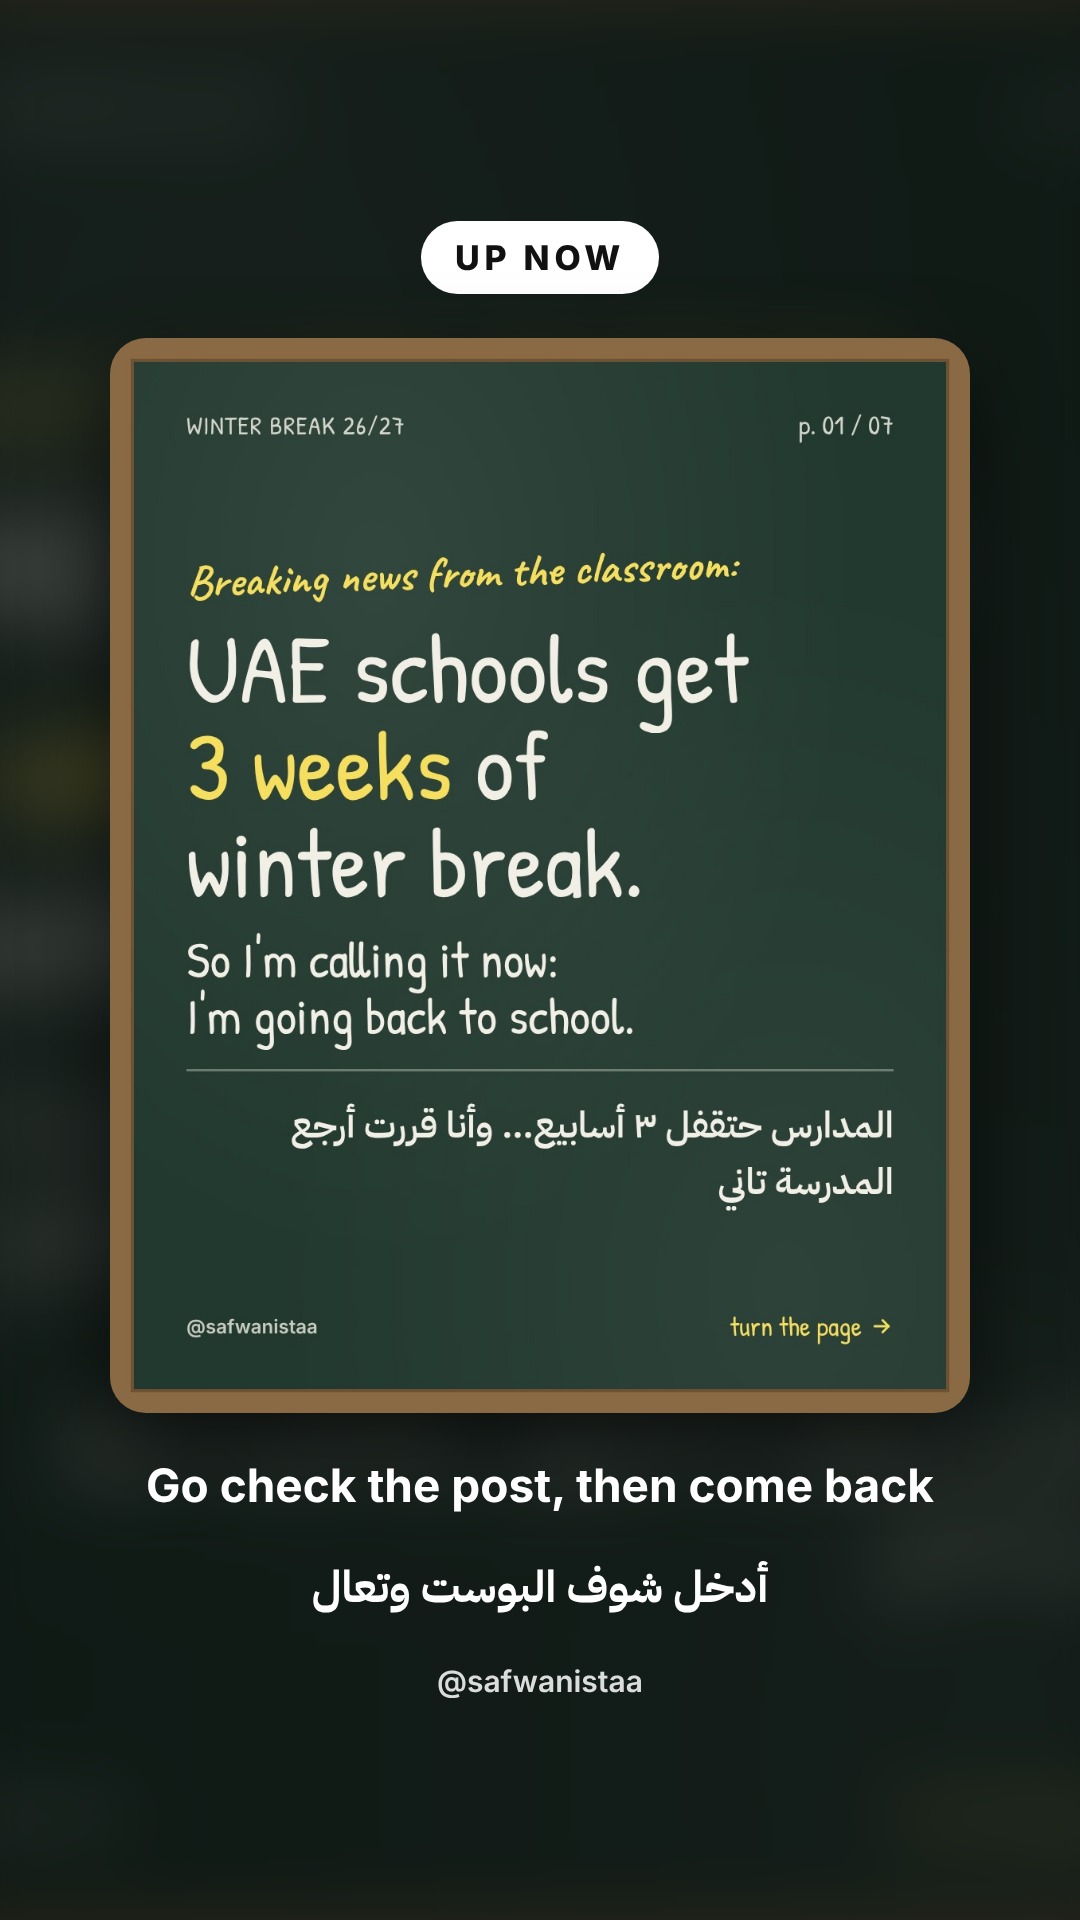 UP NOW
WINTER BREAK 26/27
p. 01 / 07
Breaking news from the classroom:
UAE schools get
3 weeks of
winter break.
So I'm calling it now:
I'm going back to school.
المدارس حتقفل ٣ أسابيع... وأنا قررت أرجع
المدرسة تاني
@safwanistaa
turn the page →
Go check the post, then come back
أدخل شوف البوست وتعال
@safwanistaa